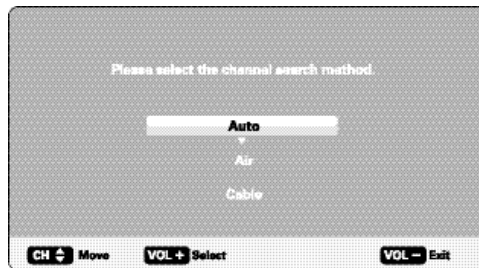 Please select the channel search method.
Auto
Air
Cable
CH Move VOL + Select VOL − Exit